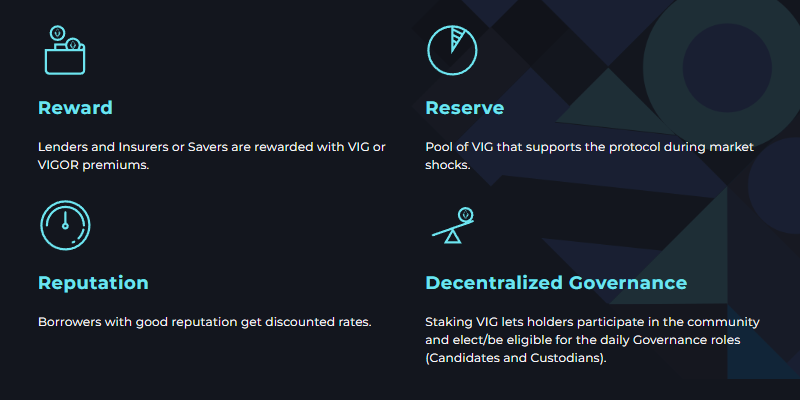 Reward
Lenders and Insurers or Savers are rewarded with VIG or
VIGOR premiums.
Reserve
Pool of VIG that supports the protocol during market
shocks.
Reputation
Borrowers with good reputation get discounted rates.
Decentralized Governance
Staking VIG lets holders participate in the community
and elect/be eligible for the daily Governance roles
(Candidates and Custodians).